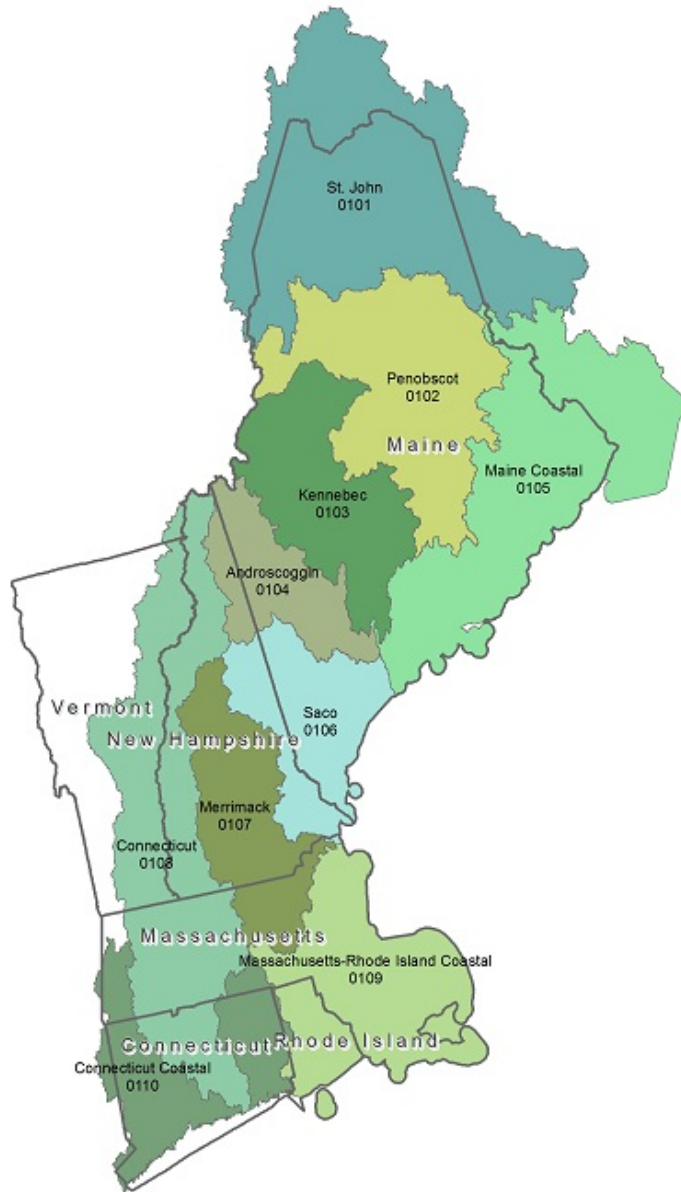 St. John
0101
Penobscot
0102
Maine
Maine Coastal
0105
Kennebec
0103
Androscoggin
0104
Vermont
Saco
0106
New Hampshire
Merrimack
0107
Connecticut
0108
Massachusetts
Massachusetts-Rhode Island Coastal
0109
Connecticut
Rhode Island
Connecticut Coastal
0110